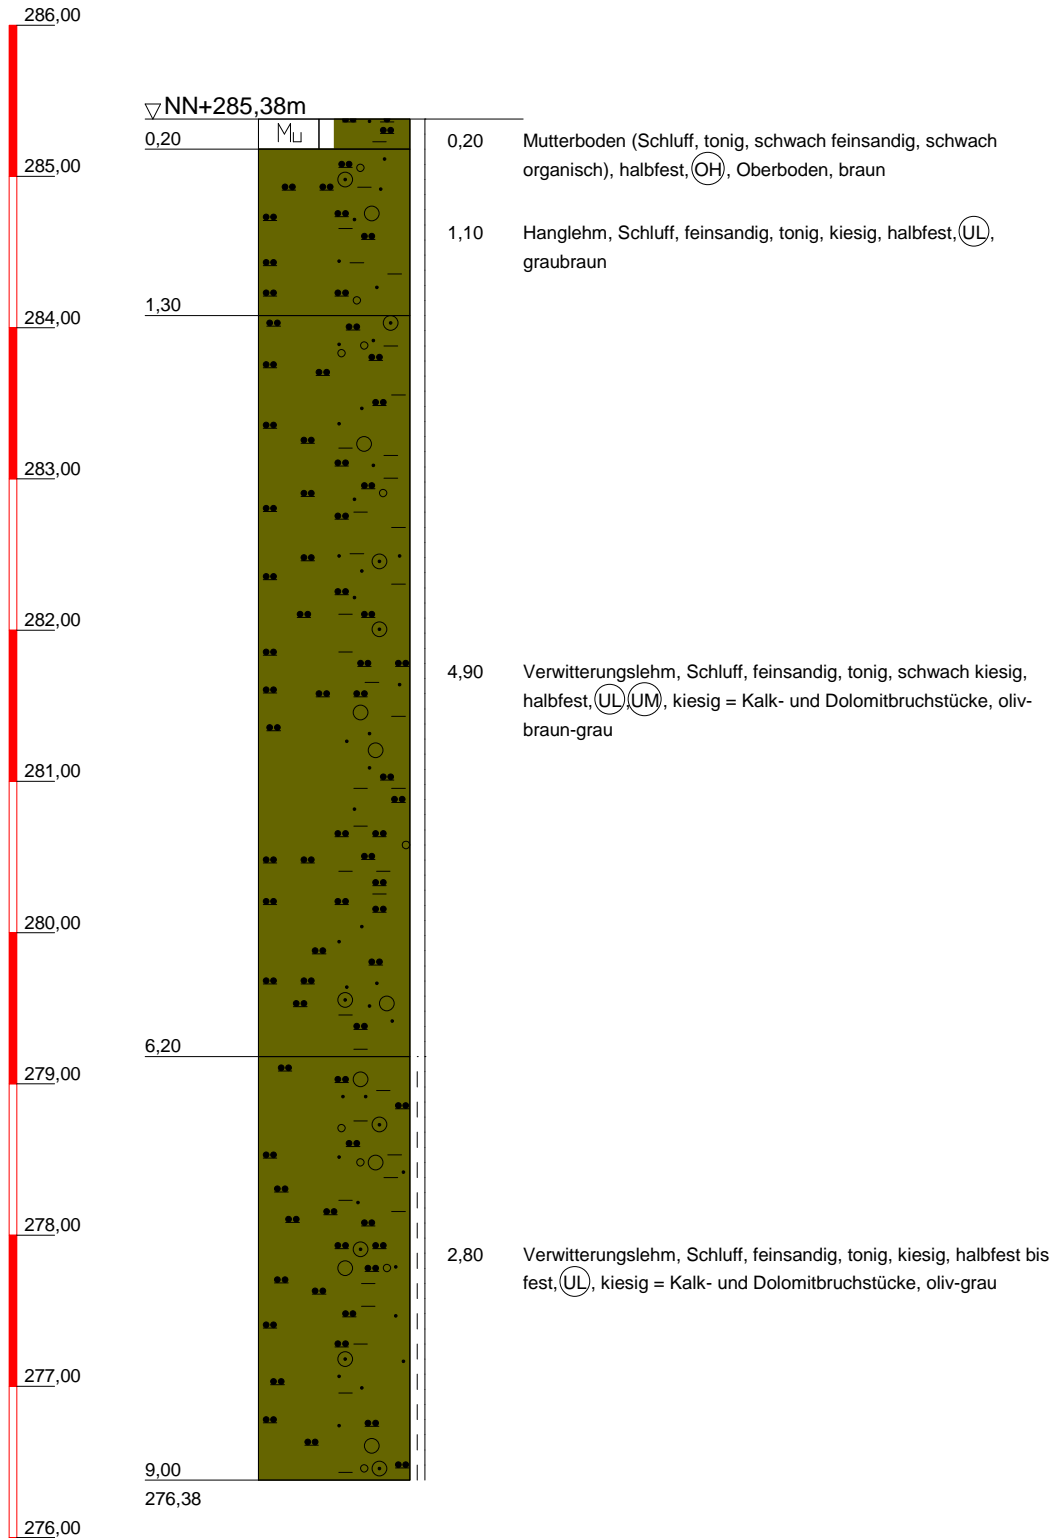 286,00
▽NN+285,38m
0,20
Mu
0,20 Mutterboden (Schluff, tonig, schwach feinsandig, schwach
organisch), halbfest, OH, Oberboden, braun
285,00
1,10 Hanglehm, Schluff, feinsandig, tonig, kiesig, halbfest, UL,
graubraun
1,30
284,00
283,00
282,00
4,90 Verwitterungslehm, Schluff, feinsandig, tonig, schwach kiesig,
halbfest, UL, UM, kiesig = Kalk- und Dolomitbruchstücke, oliv-
braun-grau
281,00
280,00
6,20
279,00
278,00
2,80 Verwitterungslehm, Schluff, feinsandig, tonig, kiesig, halbfest bis
fest, UL, kiesig = Kalk- und Dolomitbruchstücke, oliv-grau
277,00
9,00
276,38
276,00